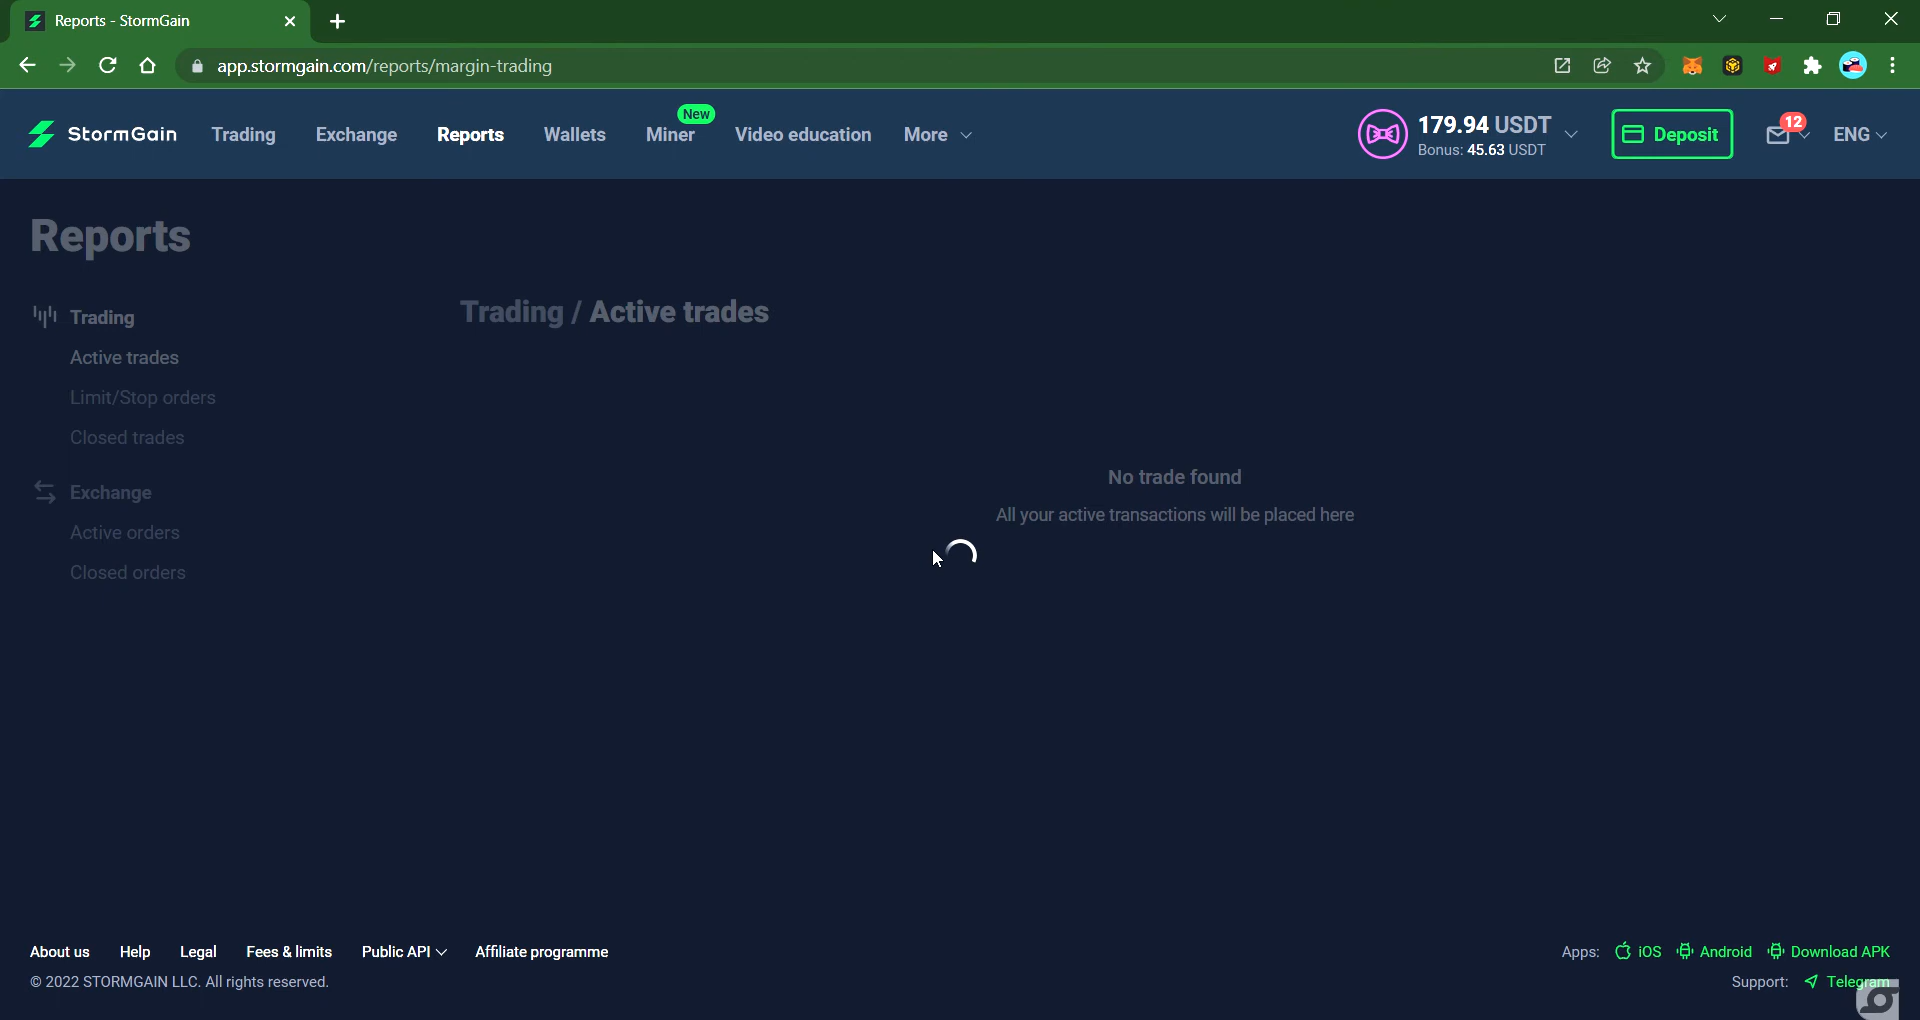 Reports - StormGain
app.stormgain.com/reports/margin-trading
StormGain
Trading
Exchange
Reports
Wallets
Miner
New
Video education
More
179.94 USDT
Bonus: 45.63 USDT
Deposit
12
ENG
Reports
Trading
Active trades
Limit/Stop orders
Closed trades
Exchange
Active orders
Closed orders
Trading / Active trades
No trade found
All your active transactions will be placed here
About us
Help
Legal
Fees & limits
Public API
Affiliate programme
© 2022 STORMGAIN LLC. All rights reserved.
Apps:
iOS
Android
Download APK
Support:
Telegram